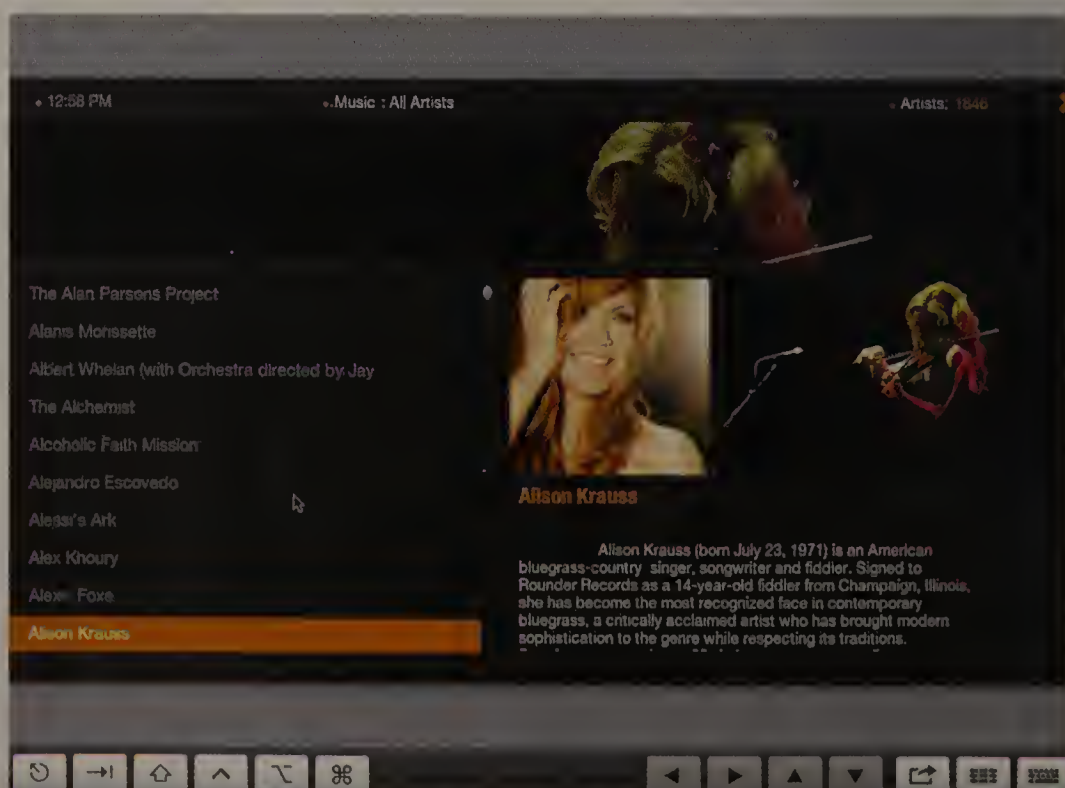 12:58 PM
Music : All Artists
Artists: 1846
The Alan Parsons Project
Alanis Morissette
Albert Whelan (with Orchestra directed by Jay
The Alchemist
Alcoholic Faith Mission
Alejandro Escovedo
Alessi's Ark
Alex Khoury
Foxe
Alison Krauss
Alison Krauss
Alison Krauss (born July 23, 1971) is an American
bluegrass-country singer, songwriter and fiddler. Signed to
Rounder Records as a 14-year-old fiddler from Champaign, Illinois,
she has become the most recognized face in contemporary
bluegrass, a critically acclaimed artist who has brought modern
sophistication to the genre while respecting its traditions.